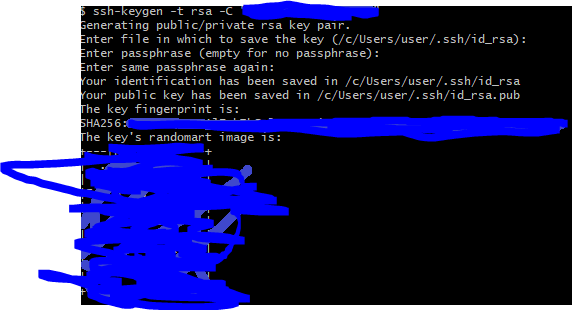 $ ssh-keygen -t rsa -C
Generating public/private rsa key pair.
Enter file in which to save the key (/c/Users/user/.ssh/id_rsa):
Enter passphrase (empty for no passphrase):
Enter same passphrase again:
Your identification has been saved in /c/Users/user/.ssh/id_rsa
Your public key has been saved in /c/Users/user/.ssh/id_rsa.pub
The key fingerprint is:
SHA256:
The key's randomart image is: